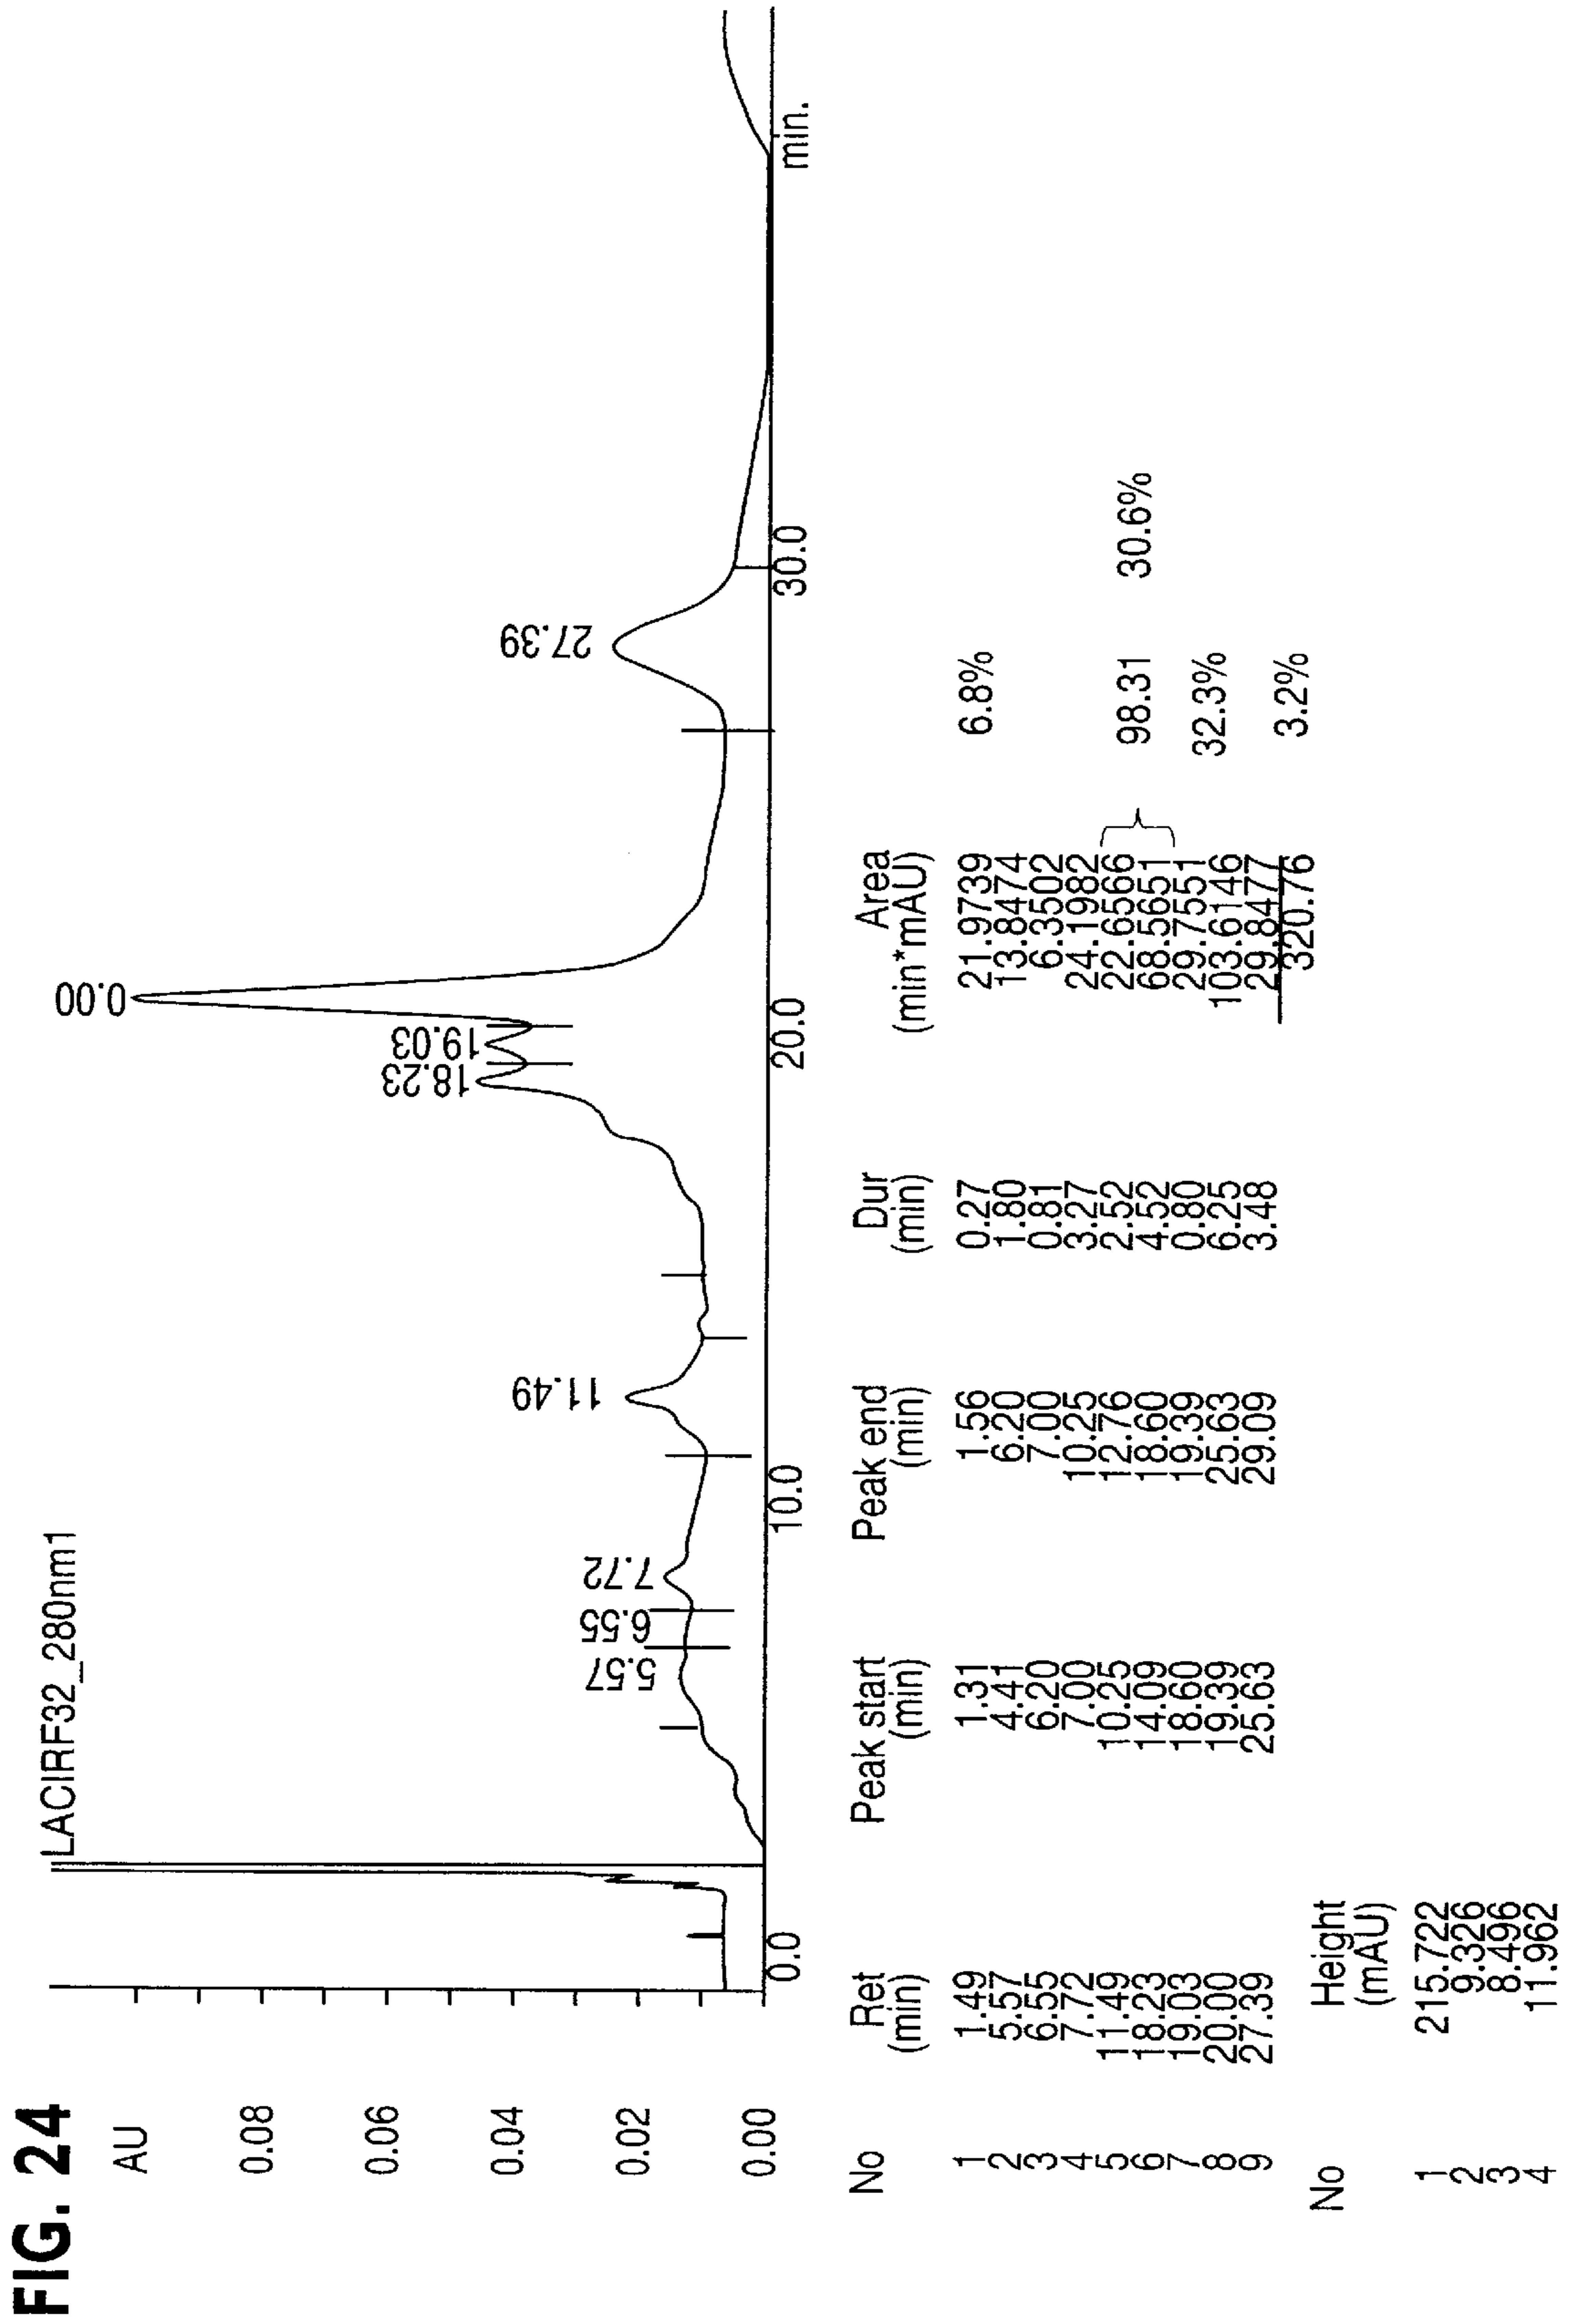 FIG. 24
LACIRF32_280nm1
AU
0.08
0.06
0.04
0.02
0.00
0.0
10.0
20.0
30.0
min.
5.57
6.55
7.72
11.49
18.23
19.03
0.00
27.39
No Ret (min) Peak start (min) Peak end (min) Dur (min) Area (min*mAU)
1 1.49 1.31 1.56 0.27 21.9739 6.8%
2 5.57 4.41 6.20 1.80 13.8474
3 6.55 6.20 7.00 0.81 6.3502
4 7.72 7.00 10.25 3.27 24.1982
5 11.49 10.25 12.76 2.52 22.6566
6 18.23 14.09 18.60 4.52 68.5651 98.31 30.6%
7 19.03 18.60 19.39 0.80 29.7551
8 20.00 19.39 25.63 6.25 103.6146 32.3%
9 27.39 25.63 29.09 3.48 29.8477 3.2%
320.76
No Height (mAU)
1 215.722
2 9.326
3 8.496
4 11.962